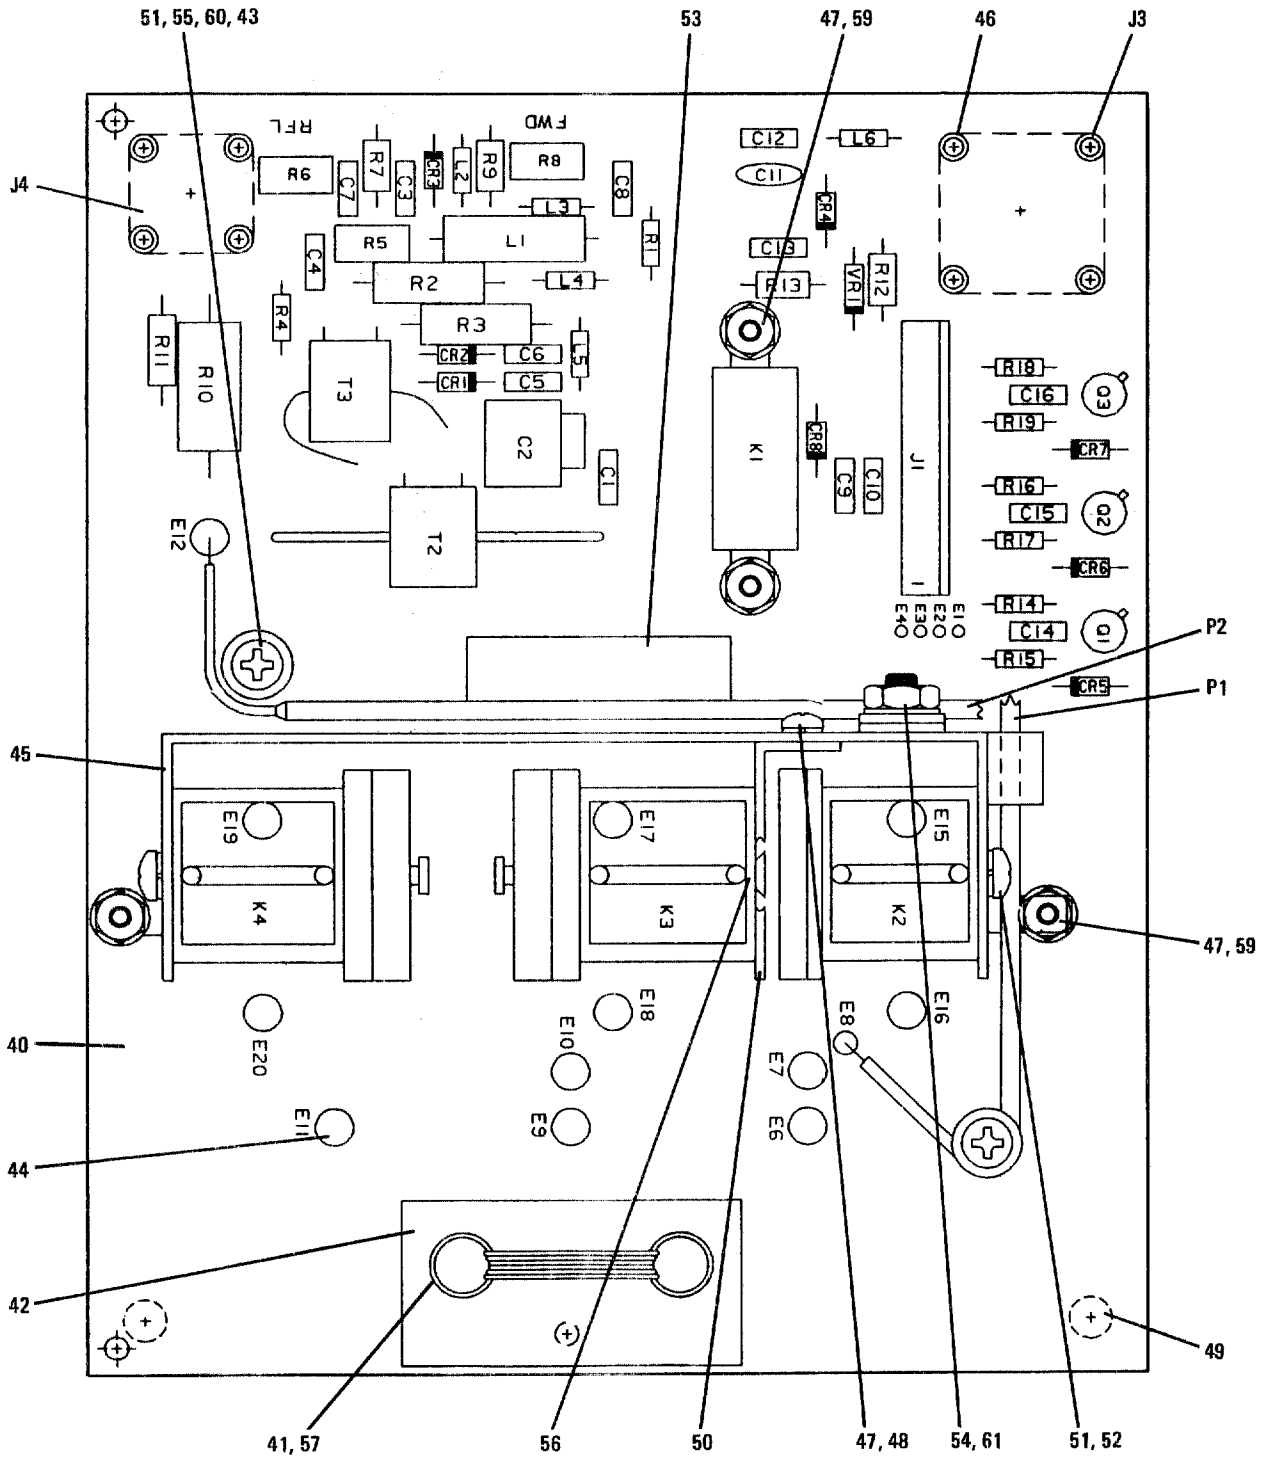 51, 55, 60, 43
53
47, 59
46
J3
RFL
FWD
C12
L6
J4
R6
C7
R7
C3
CR3
L2
R9
R8
C8
C11
CR4
L3
R5
L1
R1
C13
C4
R2
L4
R13
VR1
R12
R4
R3
R11
R10
T3
CR2
C6
L5
CR1
C5
R18
C16
Q3
R19
C2
K1
CR8
J1
CR7
C1
C9
C10
R16
C15
Q2
R17
E12
T2
CR6
1
R14
E4
E3
E2
E1
C14
Q1
R15
P2
CR5
P1
45
E19
E17
E15
K4
K3
K2
47, 59
E18
E16
E8
40
E20
E10
E7
E11
E9
E6
44
42
49
41, 57
56
50
47, 48
54, 61
51, 52